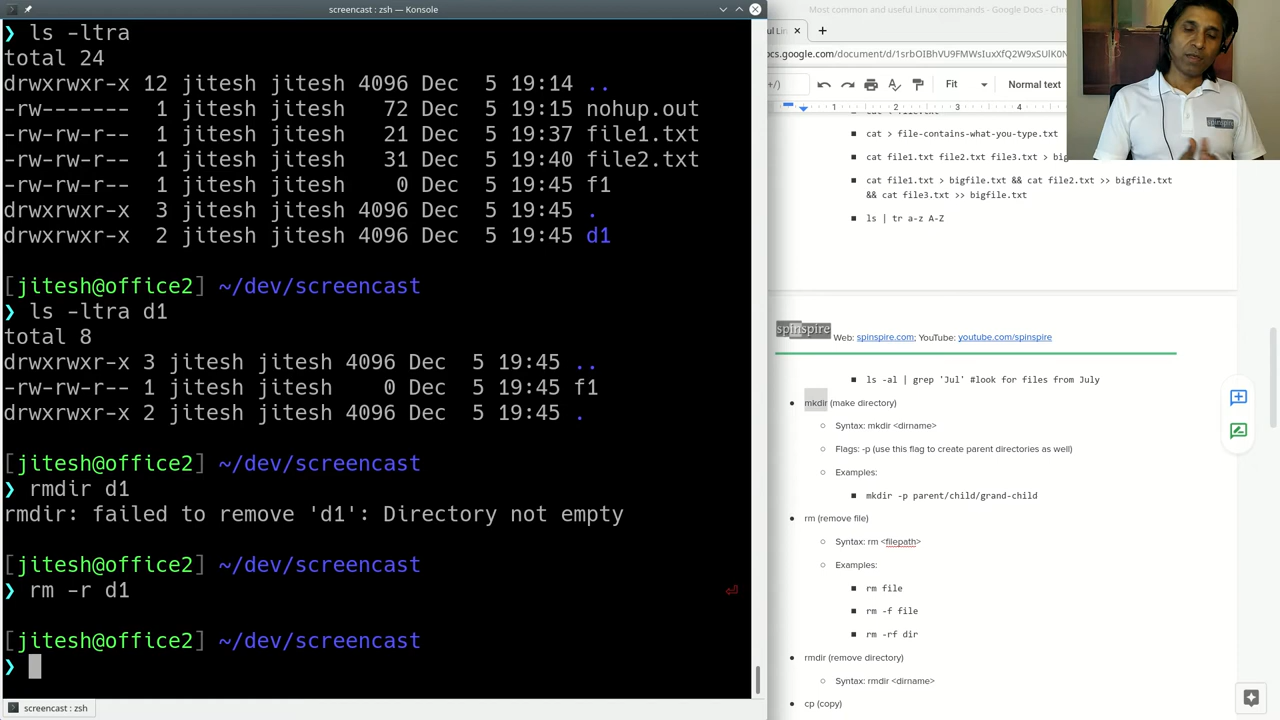 screencast : zsh — Konsole
❯ ls -ltra
total 24
drwxrwxr-x 12 jitesh jitesh 4096 Dec  5 19:14 ..
-rw-------  1 jitesh jitesh   72 Dec  5 19:15 nohup.out
-rw-rw-r--  1 jitesh jitesh   21 Dec  5 19:37 file1.txt
-rw-rw-r--  1 jitesh jitesh   31 Dec  5 19:40 file2.txt
-rw-rw-r--  1 jitesh jitesh    0 Dec  5 19:45 f1
drwxrwxr-x  3 jitesh jitesh 4096 Dec  5 19:45 .
drwxrwxr-x  2 jitesh jitesh 4096 Dec  5 19:45 d1
[jitesh@office2] ~/dev/screencast
❯ ls -ltra d1
total 8
drwxrwxr-x 3 jitesh jitesh 4096 Dec  5 19:45 ..
-rw-rw-r-- 1 jitesh jitesh    0 Dec  5 19:45 f1
drwxrwxr-x 2 jitesh jitesh 4096 Dec  5 19:45 .
[jitesh@office2] ~/dev/screencast
❯ rmdir d1
rmdir: failed to remove 'd1': Directory not empty
[jitesh@office2] ~/dev/screencast
❯ rm -r d1
[jitesh@office2] ~/dev/screencast
❯
screencast : zsh
Most common and useful Linux commands - Google Docs - Chr
ul Lin
ocs.google.com/document/d/
+/)
Fit
Normal text
1 2 3 4
cat > file-contains-what-you-type.txt
cat file1.txt file2.txt file3.txt > big
cat file1.txt > bigfile.txt && cat file2.txt >> bigfile.txt
&& cat file3.txt >> bigfile.txt
ls | tr a-z A-Z
spinspire
spinspire Web: spinspire.com; YouTube: youtube.com/spinspire
ls -al | grep 'Jul' #look for files from July
mkdir (make directory)
Syntax: mkdir <dirname>
Flags: -p (use this flag to create parent directories as well)
Examples:
mkdir -p parent/child/grand-child
rm (remove file)
Syntax: rm <filepath>
Examples:
rm file
rm -f file
rm -rf dir
rmdir (remove directory)
Syntax: rmdir <dirname>
cp (copy)